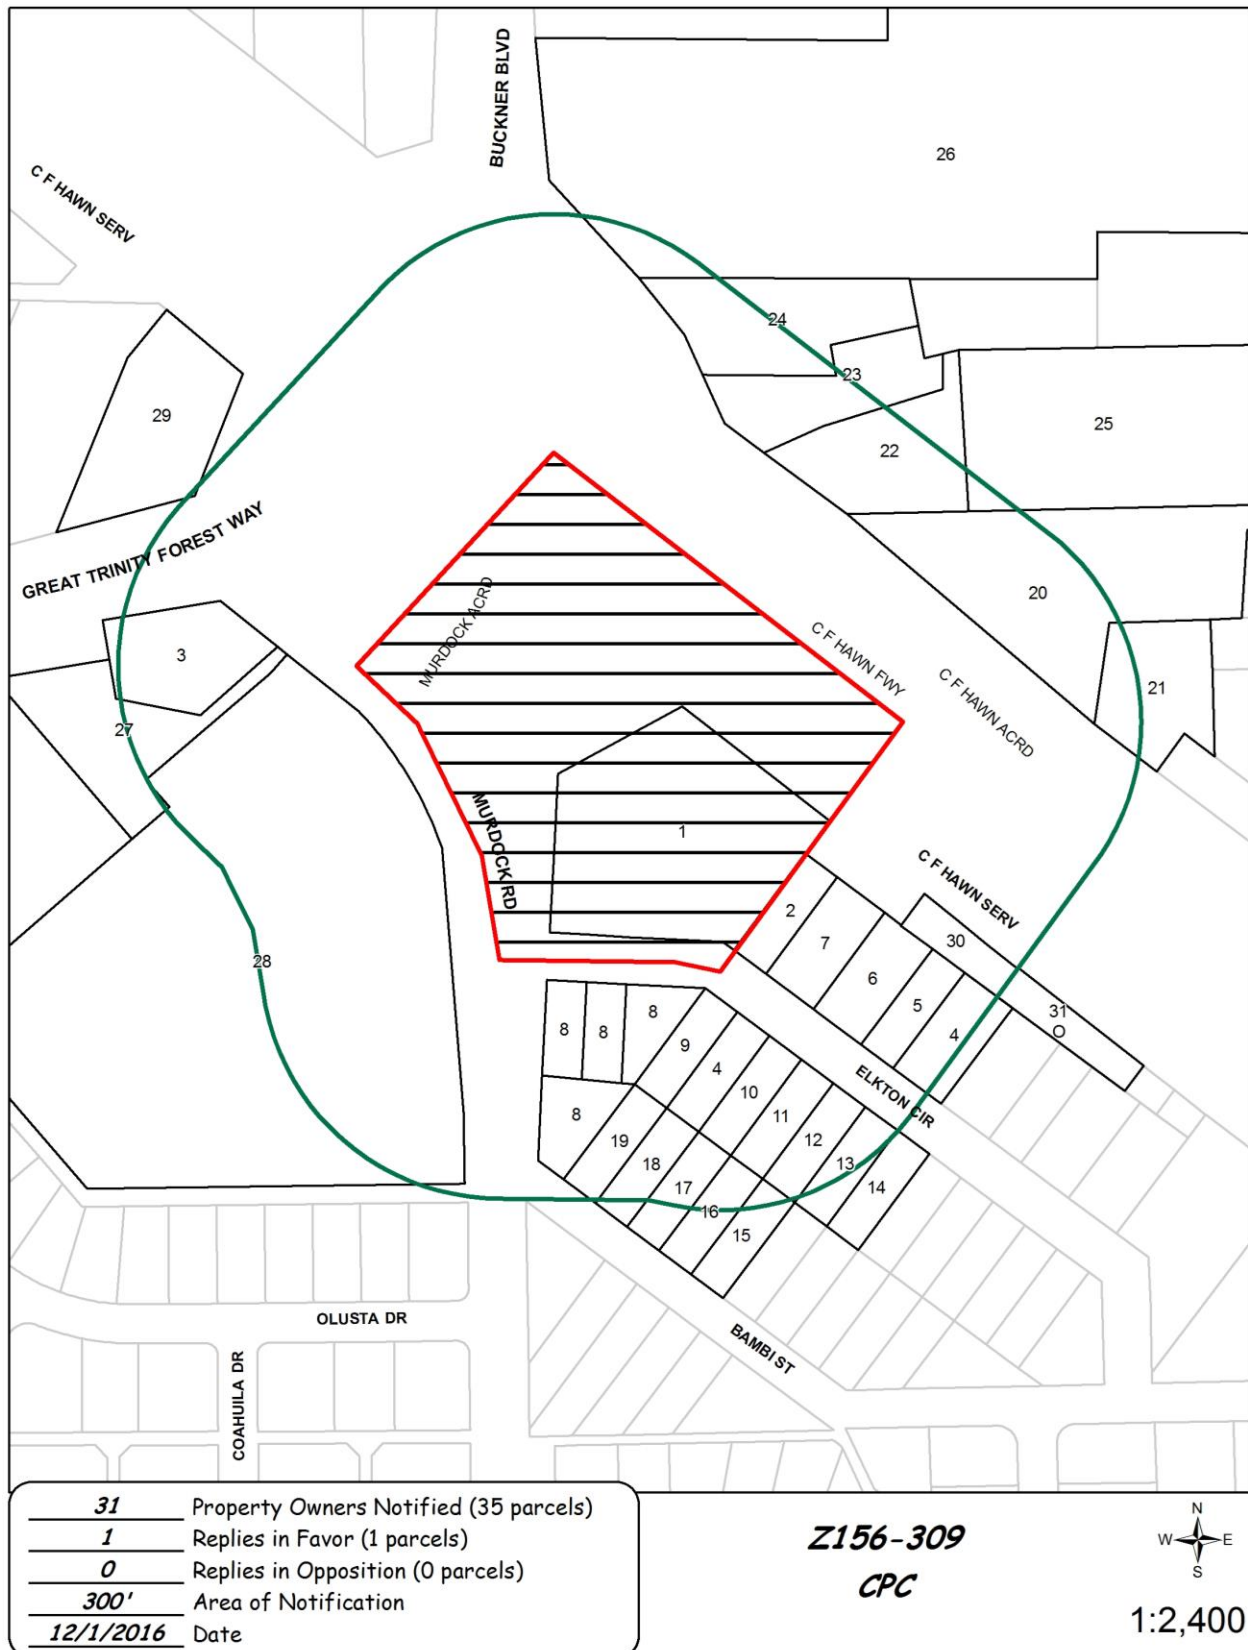 BUCKNER BLVD
26
C F HAWN SERV
24
23
29
25
22
GREAT TRINITY FOREST WAY
MURDOCK ACRD
20
C F HAWN FWY
3
C F HAWN ACRD
21
27
MURDOCK RD
1
C F HAWN SERV
2
30
7
28
6
5
31
O
8
8
8
4
9
4
ELKTON CIR
10
8
11
19
12
18
13
17
14
16
15
OLUSTA DR
BAMBI ST
COAHUILA DR
31 Property Owners Notified (35 parcels)
1 Replies in Favor (1 parcels)
0 Replies in Opposition (0 parcels)
300' Area of Notification
12/1/2016 Date
Z156-309
CPC
N
W E
S
1:2,400